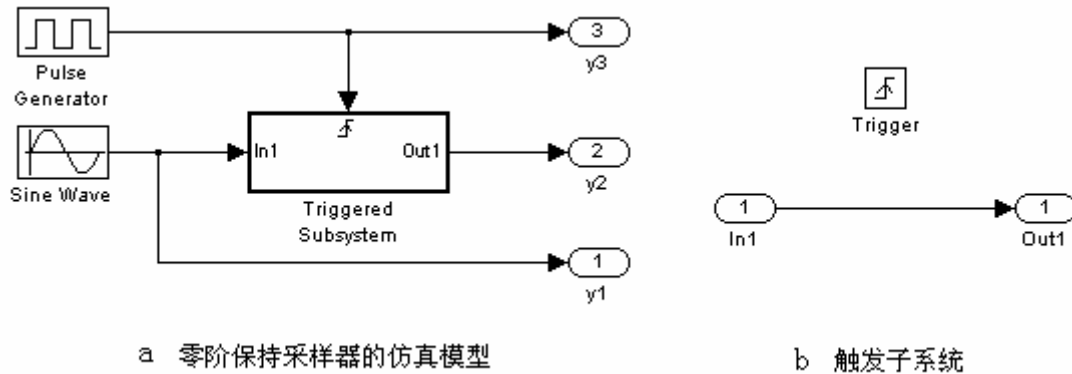 3
y3
Pulse
Generator
In1
Out1
2
y2
Sine Wave
Triggered
Subsystem
1
y1
Trigger
1
In1
1
Out1
a 零阶保持采样器的仿真模型
b 触发子系统